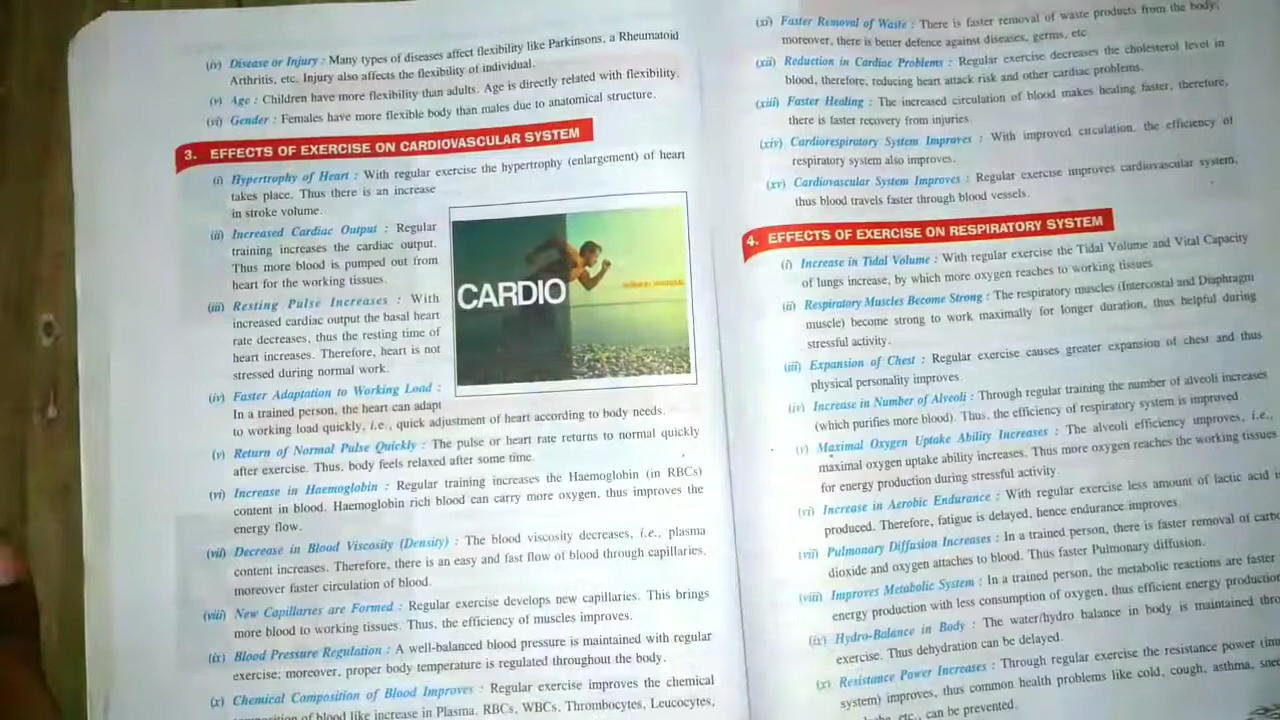 (iv) Disease or Injury : Many types of diseases affect flexibility like Parkinsons, a Rheumatoid
Arthritis, etc. Injury also affects the flexibility of individual.
(v) Age : Children have more flexibility than adults. Age is directly related with flexibility.
(vi) Gender : Females have more flexible body than males due to anatomical structure.
3. EFFECTS OF EXERCISE ON CARDIOVASCULAR SYSTEM
(i) Hypertrophy of Heart : With regular exercise the hypertrophy (enlargement) of heart
takes place. Thus there is an increase
in stroke volume.
(ii) Increased Cardiac Output : Regular
training increases the cardiac output.
Thus more blood is pumped out from
heart for the working tissues.
(iii) Resting Pulse Increases : With
increased cardiac output the basal heart
rate decreases, thus the resting time of
heart increases. Therefore, heart is not
stressed during normal work.
CARDIO
(iv) Faster Adaptation to Working Load :
In a trained person, the heart can adapt
to working load quickly, i.e., quick adjustment of heart according to body needs.
(v) Return of Normal Pulse Quickly : The pulse or heart rate returns to normal quickly
after exercise. Thus, body feels relaxed after some time.
(vi) Increase in Haemoglobin : Regular training increases the Haemoglobin (in RBCs)
content in blood. Haemoglobin rich blood can carry more oxygen, thus improves the
energy flow.
(vii) Decrease in Blood Viscosity (Density) : The blood viscosity decreases, i.e., plasma
content increases. Therefore, there is an easy and fast flow of blood through capillaries,
moreover faster circulation of blood.
(viii) New Capillaries are Formed : Regular exercise develops new capillaries. This brings
more blood to working tissues. Thus, the efficiency of muscles improves.
(ix) Blood Pressure Regulation : A well-balanced blood pressure is maintained with regular
exercise; moreover, proper body temperature is regulated throughout the body.
(x) Chemical Composition of Blood Improves : Regular exercise improves the chemical
of blood like increase in Plasma, RBCs, WBCs, Thrombocytes, Leucocytes,
(xi) Faster Removal of Waste : There is faster removal of waste products from the body,
moreover, there is better defence against diseases, germs, etc
(xii) Reduction in Cardiac Problems : Regular exercise decreases the cholesterol level in
blood, therefore, reducing heart attack risk and other cardiac problems.
(xiii) Faster Healing : The increased circulation of blood makes healing faster, therefore,
there is faster recovery from injuries.
(xiv) Cardiorespiratory System Improves : With improved circulation, the efficiency of
respiratory system also improves.
(xv) Cardiovascular System Improves : Regular exercise improves cardiovascular system,
thus blood travels faster through blood vessels.
4. EFFECTS OF EXERCISE ON RESPIRATORY SYSTEM
(i) Increase in Tidal Volume : With regular exercise the Tidal Volume and Vital Capacity
of lungs increase, by which more oxygen reaches to working tissues
(ii) Respiratory Muscles Become Strong : The respiratory muscles (Intercostal and Diaphragm
muscle) become strong to work maximally for longer duration, thus helpful during
stressful activity.
(iii) Expansion of Chest : Regular exercise causes greater expansion of chest and thus
physical personality improves.
(iv) Increase in Number of Alveoli : Through regular training the number of alveoli increases
(which purifies more blood). Thus, the efficiency of respiratory system is improved.
(v) Maximal Oxygen Uptake Ability Increases : The alveoli efficiency improves, i.e.,
maximal oxygen uptake ability increases. Thus more oxygen reaches the working tissues
for energy production during stressful activity.
(vi) Increase in Aerobic Endurance : With regular exercise less amount of lactic acid
produced. Therefore, fatigue is delayed, hence endurance improves.
(vii) Pulmonary Diffusion Increases : In a trained person, there is faster removal of
dioxide and oxygen attaches to blood. Thus faster Pulmonary diffusion.
(viii) Improves Metabolic System : In a trained person, the metabolic reactions are faster
energy production with less consumption of oxygen, thus efficient energy production
(ix) Hydro-Balance in Body : The water/hydro balance in body is maintained
exercise. Thus dehydration can be delayed.
(x) Resistance Power Increases : Through regular exercise the resistance power
system) improves, thus common health problems like cold, cough, asthma,
etc., can be prevented.